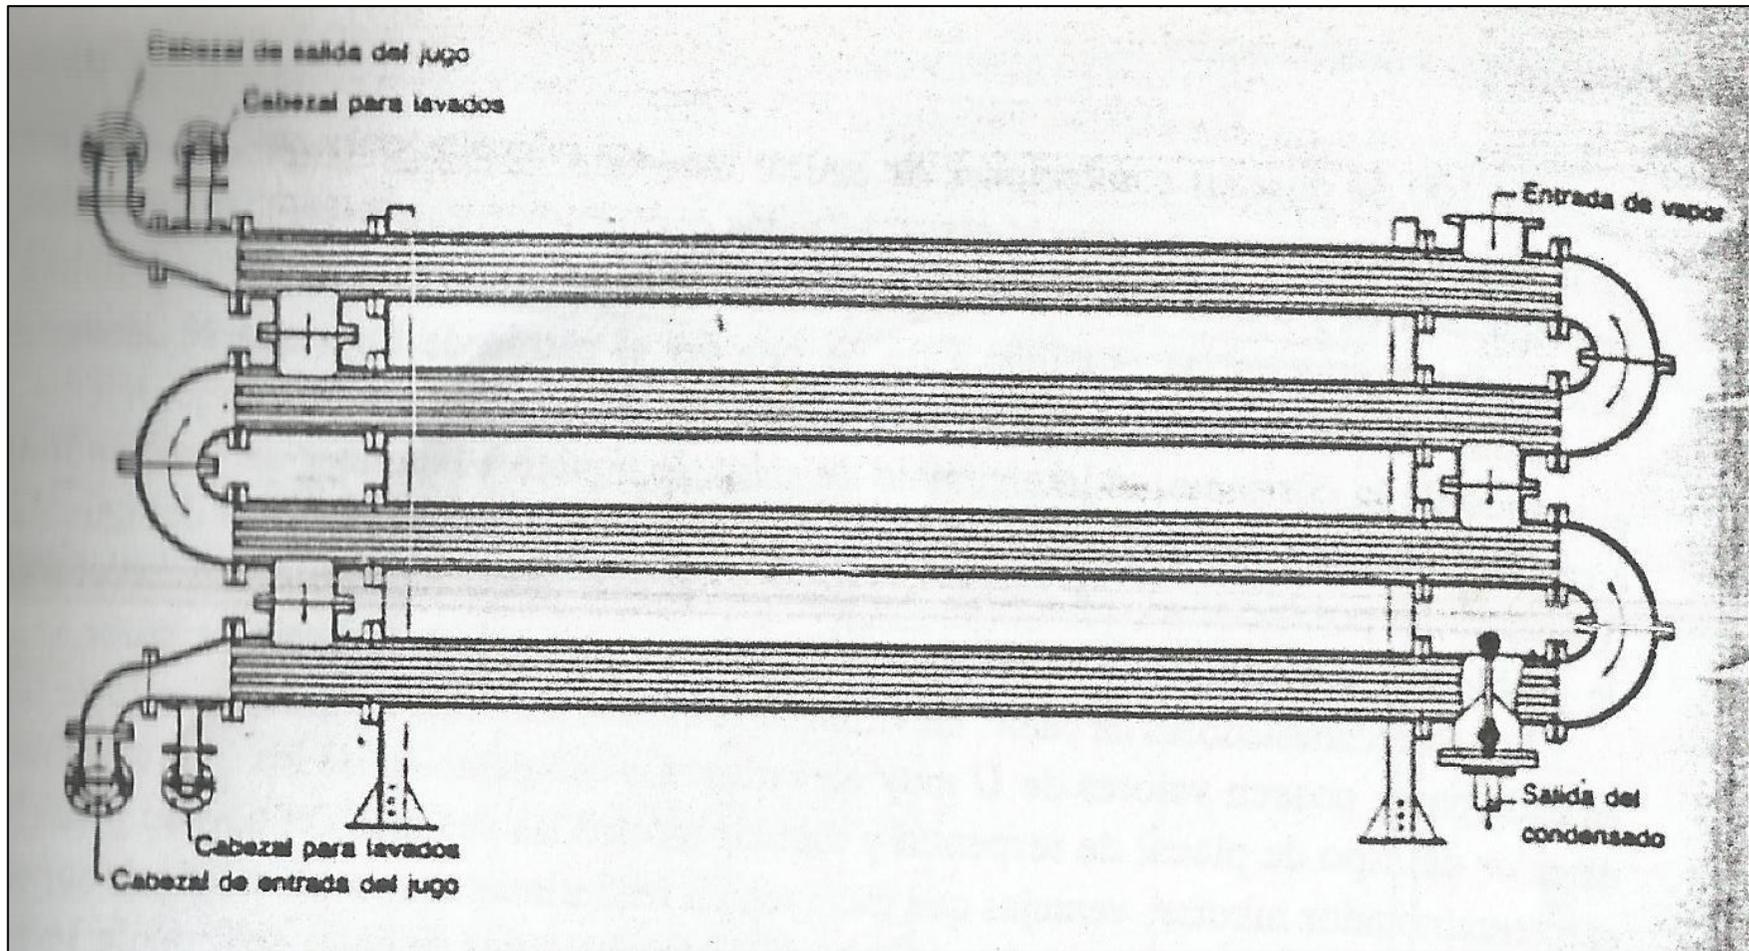 Cabezal de salida del jugo
Cabezal para lavados
Entrada de vapor
Salida del
condensado
Cabezal para lavados
Cabezal de entrada del jugo